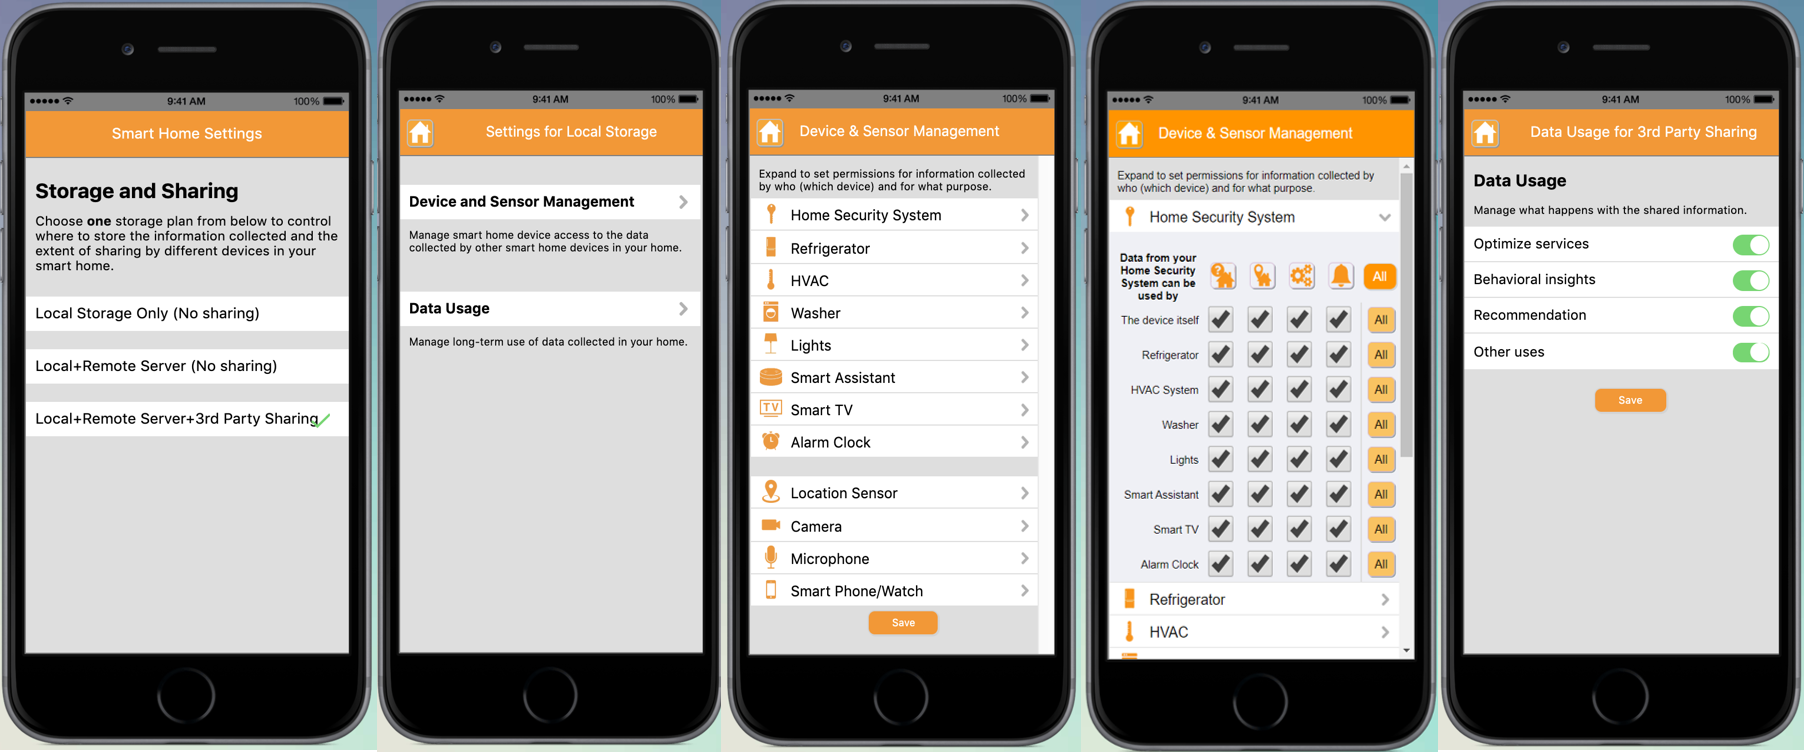 9:41 AM
100%
Smart Home Settings
Storage and Sharing
Choose one storage plan from below to control
where to store the information collected and the
extent of sharing by different devices in your
smart home.
Local Storage Only (No sharing)
Local+Remote Server (No sharing)
Local+Remote Server+3rd Party Sharing
9:41 AM
100%
Settings for Local Storage
Device and Sensor Management
Manage smart home device access to the data
collected by other smart home devices in your home.
Data Usage
Manage long-term use of data collected in your home.
9:41 AM
100%
Device & Sensor Management
Expand to set permissions for information collected
by who (which device) and for what purpose.
Home Security System
Refrigerator
HVAC
Washer
Lights
Smart Assistant
TV
Smart TV
Alarm Clock
Location Sensor
Camera
Microphone
Smart Phone/Watch
Save
9:41 AM
100%
Device & Sensor Management
Expand to set permissions for information collected by
who (which device) and for what purpose.
Home Security System
Data from your
Home Security
System can be
used by
?
All
The device itself
All
Refrigerator
All
HVAC System
All
Washer
All
Lights
All
Smart Assistant
All
Smart TV
All
Alarm Clock
All
Refrigerator
HVAC
9:41 AM
100%
Data Usage for 3rd Party Sharing
Data Usage
Manage what happens with the shared information.
Optimize services
Behavioral insights
Recommendation
Other uses
Save